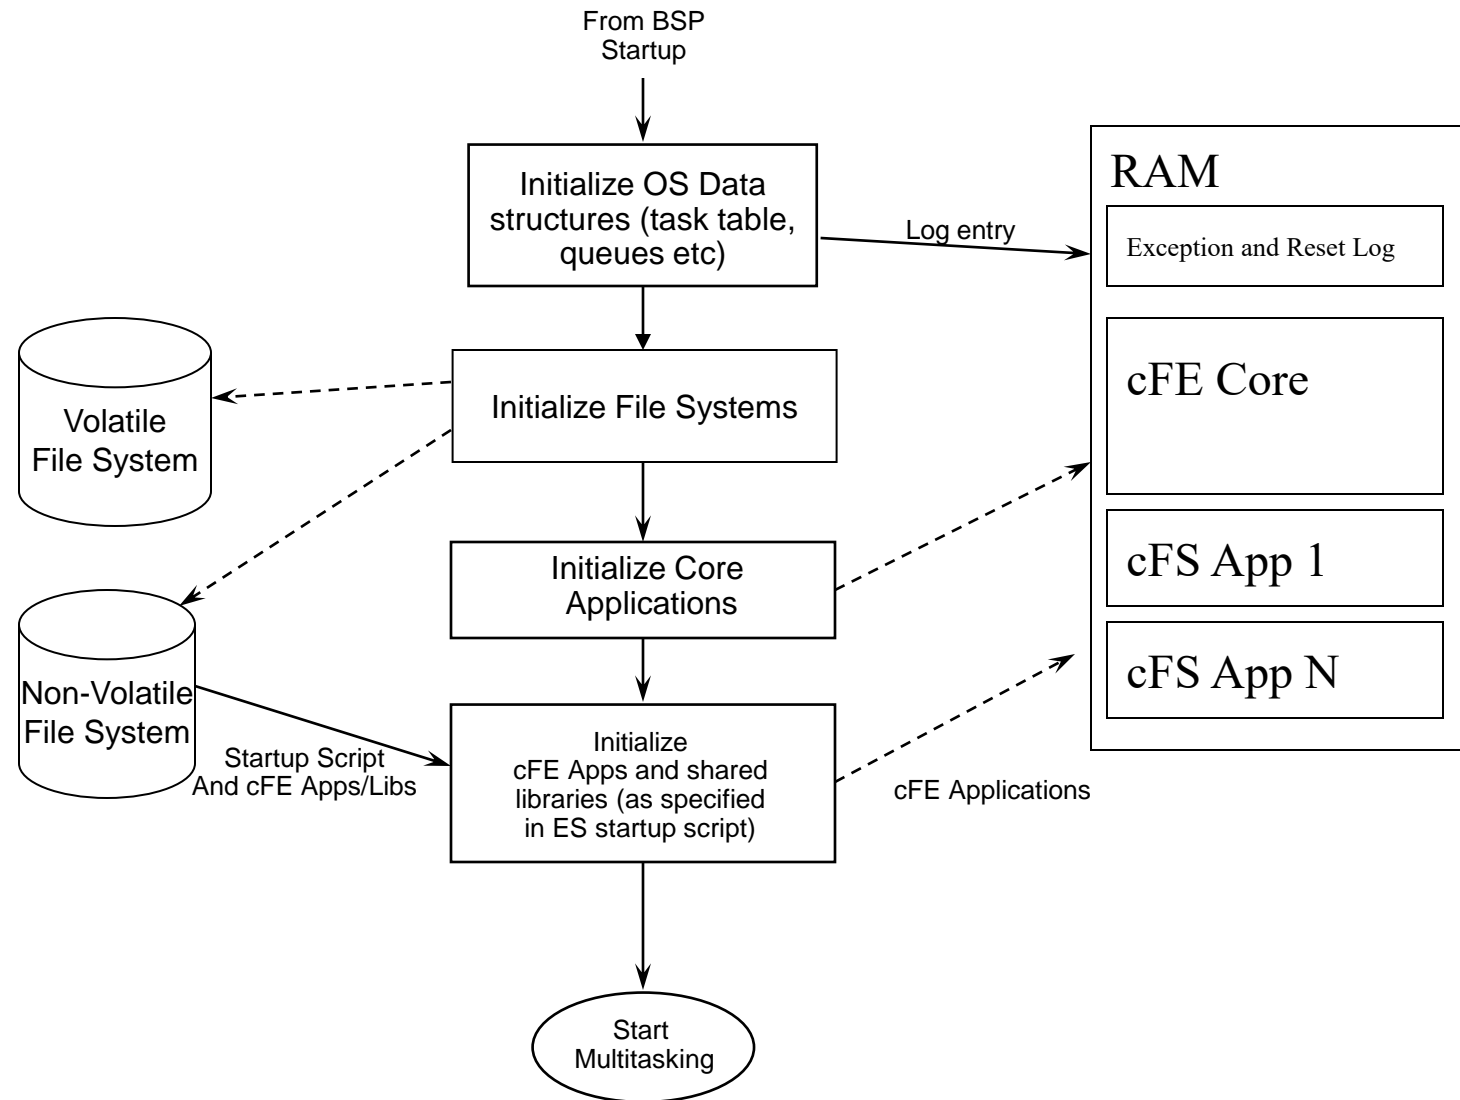 From BSP
Startup
Initialize OS Data
structures (task table,
queues etc)
Log entry
RAM
Exception and Reset Log
cFE Core
cFS App 1
cFS App N
Volatile
File System
Initialize File Systems
Initialize Core
Applications
Non-Volatile
File System
Startup Script
And cFE Apps/Libs
Initialize
cFE Apps and shared
libraries (as specified
in ES startup script)
cFE Applications
Start
Multitasking